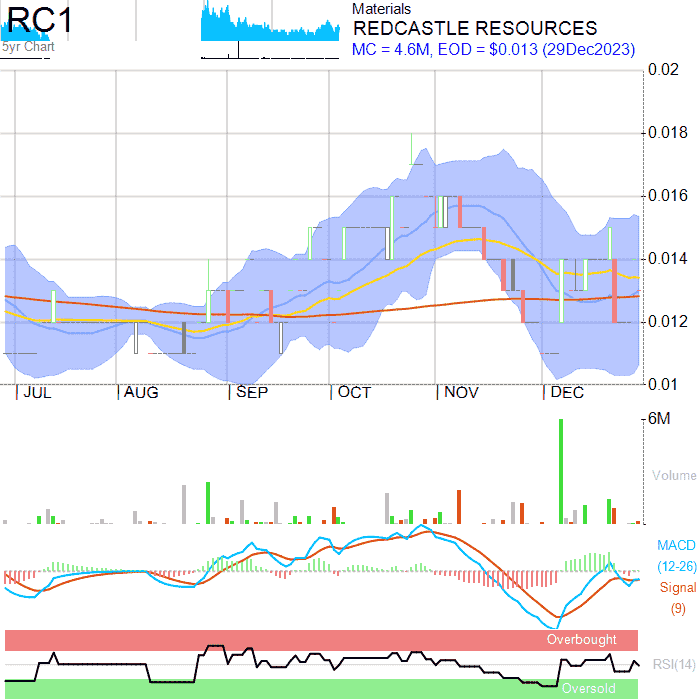 RC1
5yr Chart
Materials
REDCASTLE RESOURCES
MC = 4.6M, EOD = $0.013 (29Dec2023)
0.02
0.018
0.016
0.014
0.012
0.01
JUL AUG SEP OCT NOV DEC
6M
Volume
MACD
(12-26)
Signal
(9)
Overbought
RSI(14)
Oversold